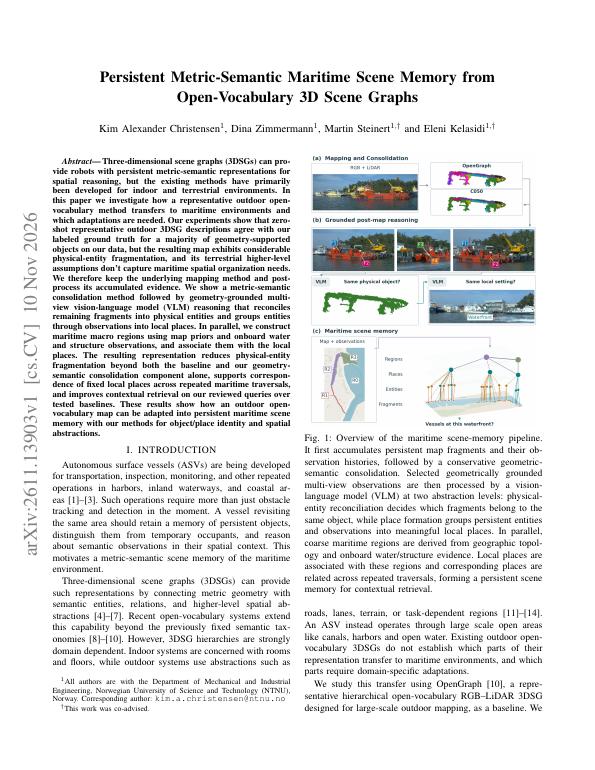 Persistent Metric-Semantic Maritime Scene Memory from
Open-Vocabulary 3D Scene Graphs
Kim Alexander Christensen1, Dina Zimmermann1, Martin Steinert1,† and Eleni Kelasidi1,†
Abstract—Three-dimensional scene graphs (3DSGs) can pro-
vide robots with persistent metric-semantic representations for
spatial reasoning, but the existing methods have primarily
been developed for indoor and terrestrial environments. In
this paper we investigate how a representative outdoor open-
vocabulary method transfers to maritime environments and
which adaptations are needed. Our experiments show that zero-
shot representative outdoor 3DSG descriptions agree with our
labeled ground truth for a majority of geometry-supported
objects on our data, but the resulting map exhibits considerable
physical-entity fragmentation, and its terrestrial higher-level
assumptions don't capture maritime spatial organization needs.
We therefore keep the underlying mapping method and post-
process its accumulated evidence. We show a metric-semantic
consolidation method followed by geometry-grounded multi-
view vision-language model (VLM) reasoning that reconciles
remaining fragments into physical entities and groups entities
through observations into local places. In parallel, we construct
maritime macro regions using map priors and onboard water
and structure observations, and associate them with the local
places. The resulting representation reduces physical-entity
fragmentation beyond both the baseline and our geometry-
semantic consolidation component alone, supports correspon-
dence of fixed local places across repeated maritime traversals,
and improves contextual retrieval on our reviewed queries over
tested baselines. These results show how an outdoor open-
vocabulary map can be adapted into persistent maritime scene
memory with our methods for object/place identity and spatial
abstractions.
I. INTRODUCTION
Autonomous surface vessels (ASVs) are being developed
for transportation, inspection, monitoring, and other repeated
operations in harbors, inland waterways, and coastal ar-
eas [1]–[3]. Such operations require more than just obstacle
tracking and detection in the moment. A vessel revisiting
the same area should retain a memory of persistent objects,
distinguish them from temporary occupants, and reason
about semantic observations in their spatial context. This
motivates a metric-semantic scene memory of the maritime
environment.
Three-dimensional scene graphs (3DSGs) can provide
such representations by connecting metric geometry with
semantic entities, relations, and higher-level spatial ab-
stractions [4]–[7]. Recent open-vocabulary systems extend
this capability beyond the previously fixed semantic tax-
onomies [8]–[10]. However, 3DSG hierarchies are strongly
domain dependent. Indoor systems are concerned with rooms
and floors, while outdoor systems use abstractions such as
1All authors are with the Department of Mechanical and Industrial
Engineering, Norwegian University of Science and Technology (NTNU),
Norway. Corresponding author: kim.a.christensen@ntnu.no
†This work was co-advised.
(a) Mapping and Consolidation
RGB + LiDAR
OpenGraph
C050
(b) Grounded post-map reasoning
VLM
Same physical object?
VLM
Same local setting?
Waterfront
(c) Maritime scene memory
Map + observations
R3
R2
R1
Regions
Places
Entities
Fragments
Vessels at this waterfront?
Fig. 1: Overview of the maritime scene-memory pipeline.
It first accumulates persistent map fragments and their ob-
servation histories, followed by a conservative geometric-
semantic consolidation. Selected geometrically grounded
multi-view observations are then processed by a vision-
language model (VLM) at two abstraction levels: physical-
entity reconciliation decides which fragments belong to the
same object, while place formation groups persistent entities
and observations into meaningful local places. In parallel,
coarse maritime regions are derived from geographic topol-
ogy and onboard water/structure evidence. Local places are
associated with these regions and corresponding places are
related across repeated traversals, forming a persistent scene
memory for contextual retrieval.
roads, lanes, terrain, or task-dependent regions [11]–[14].
An ASV instead operates through large scale open areas
like canals, harbors and open water. Existing outdoor open-
vocabulary 3DSGs do not establish which parts of their
representation transfer to maritime environments, and which
parts require domain-specific adaptations.
We study this transfer using OpenGraph [10], a repre-
sentative hierarchical open-vocabulary RGB–LiDAR 3DSG
designed for large-scale outdoor mapping, as a baseline. We
arXiv:2611.13903v1 [cs.CV] 10 Nov 2026